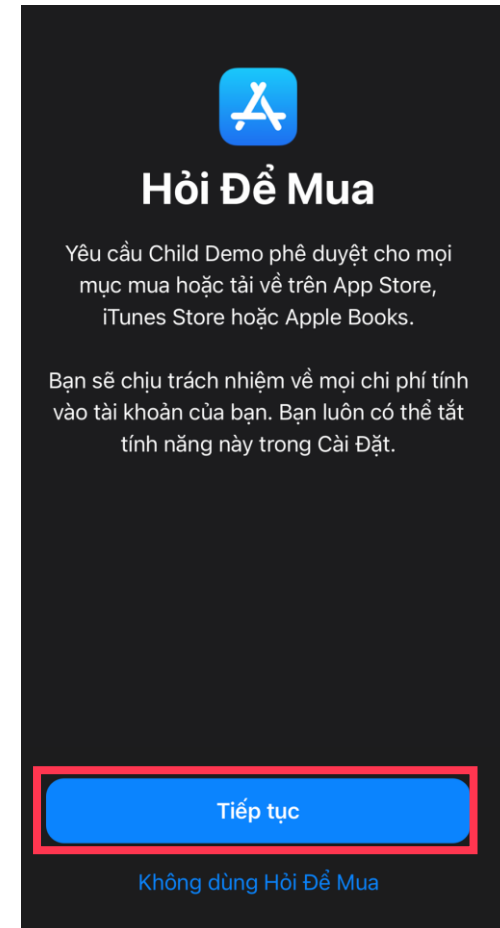 Hỏi Để Mua
Yêu cầu Child Demo phê duyệt cho mọi
mục mua hoặc tải về trên App Store,
iTunes Store hoặc Apple Books.
Bạn sẽ chịu trách nhiệm về mọi chi phí tính
vào tài khoản của bạn. Bạn luôn có thể tắt
tính năng này trong Cài Đặt.
Tiếp tục
Không dùng Hỏi Để Mua